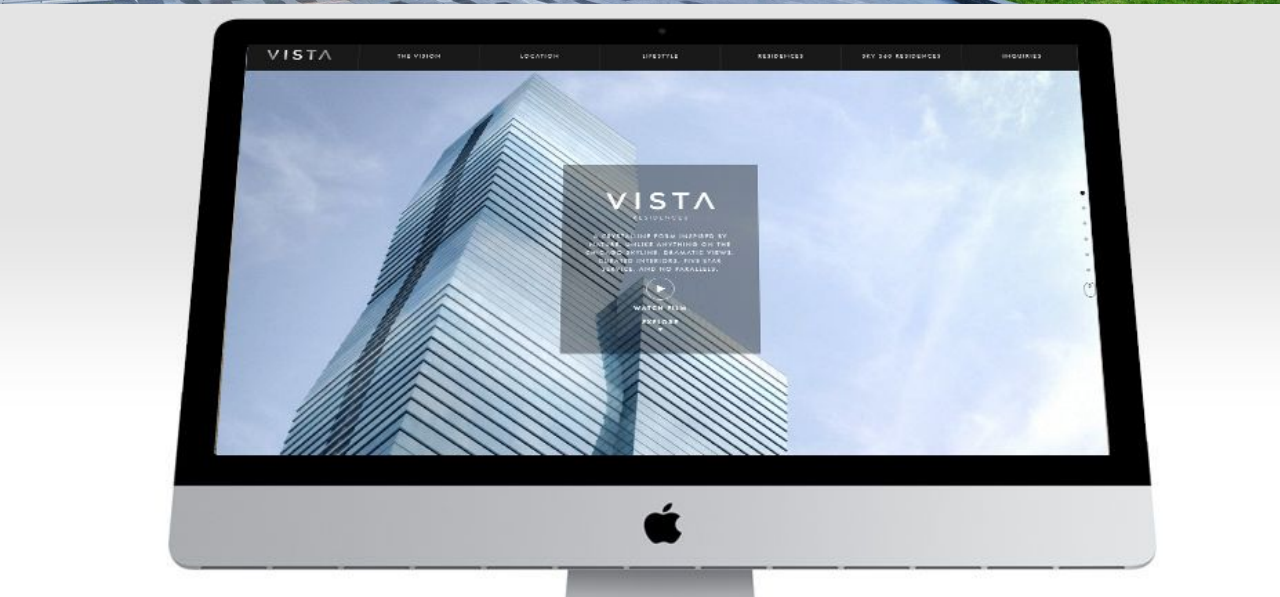 VISTA
THE VISION
LOCATION
LIFESTYLE
RESIDENCES
SKY 360 RESIDENCES
INQUIRIES
VISTA
RESIDENCES
A CRYSTALLINE FORM INSPIRED BY
NATURE. UNLIKE ANYTHING ON THE
CHICAGO SKYLINE. DRAMATIC VIEWS.
CURATED INTERIORS. FIVE STAR
SERVICE. AND NO PARALLELS.
WATCH FILM
EXPLORE